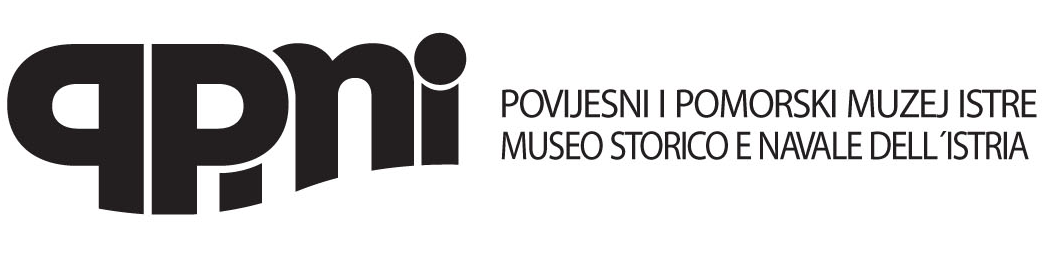 ppmi
POVIJESNI I POMORSKI MUZEJ ISTRE
MUSEO STORICO E NAVALE DELL´ISTRIA